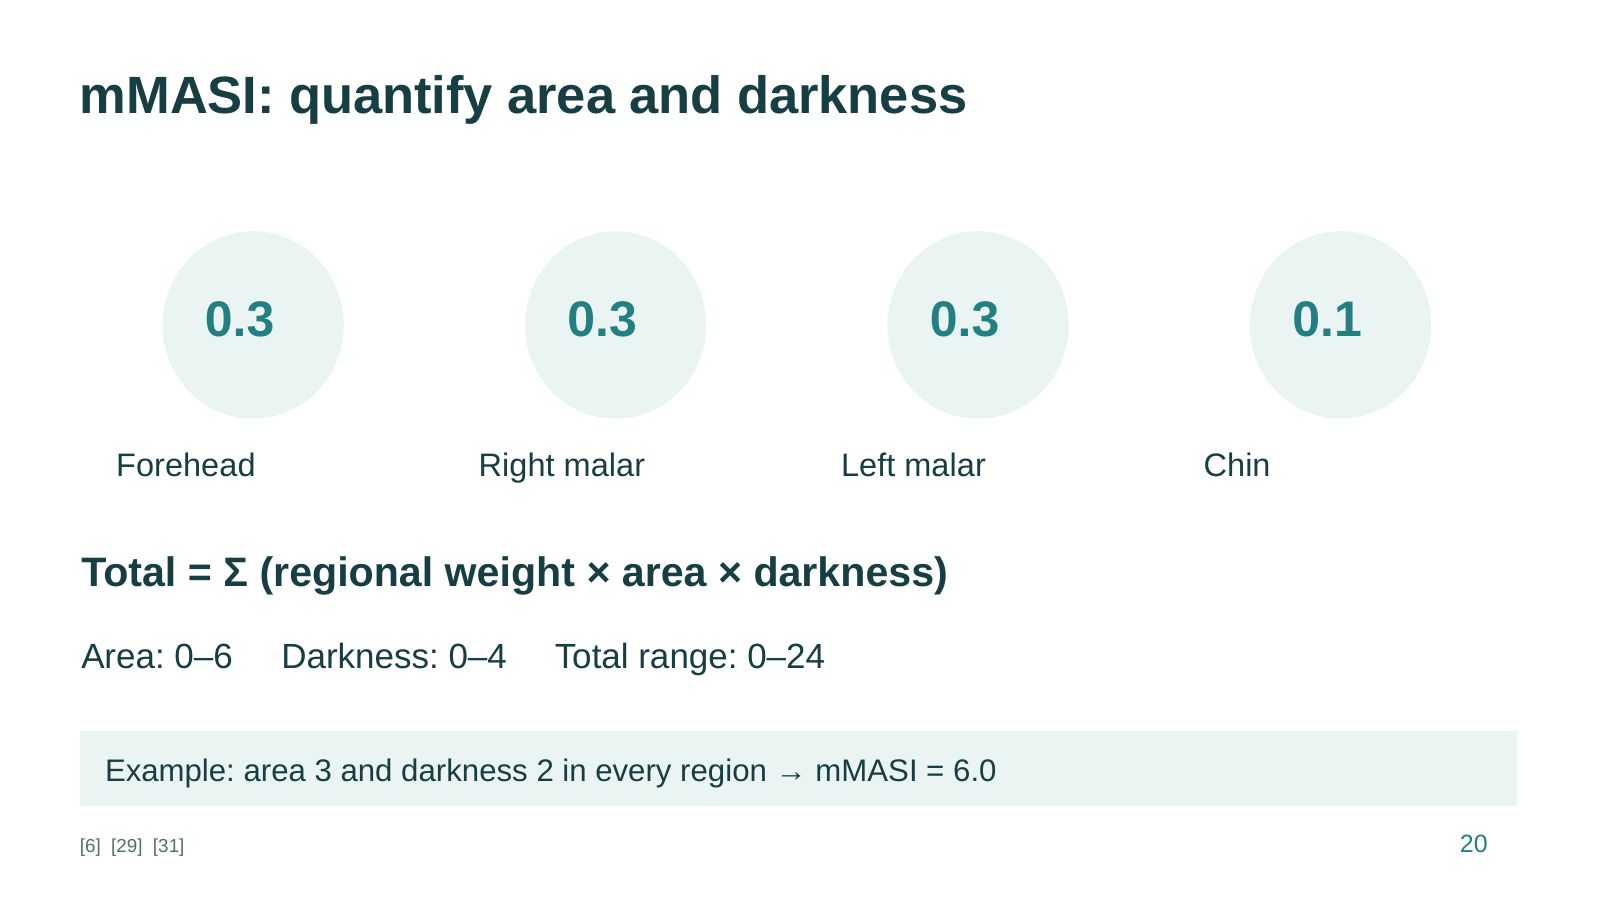 mMASI: quantify area and darkness
0.3
0.3
0.3
0.1
Forehead
Right malar
Left malar
Chin
Total = Σ (regional weight × area × darkness)
Area: 0–6 Darkness: 0–4 Total range: 0–24
Example: area 3 and darkness 2 in every region → mMASI = 6.0
[6] [29] [31]
20